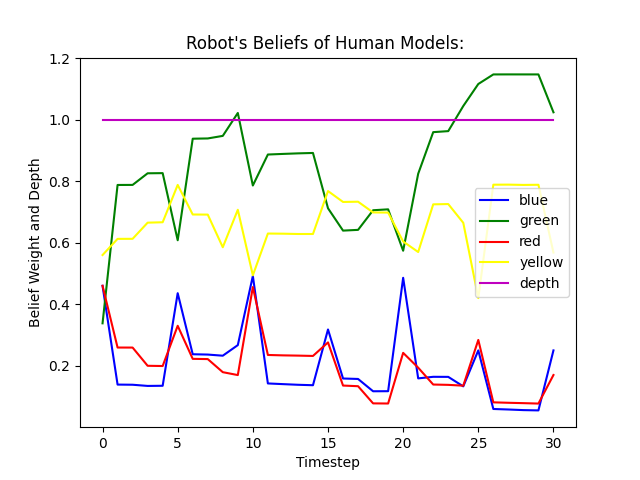 Robot's Beliefs of Human Models:
1.2
1.0
0.8
0.6
0.4
0.2
Belief Weight and Depth
0 5 10 15 20 25 30
Timestep
blue
green
red
yellow
depth